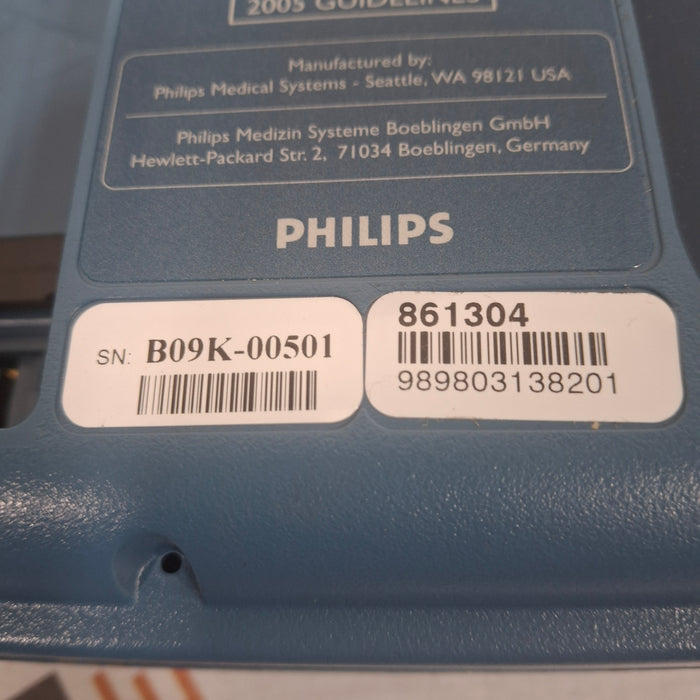 2005 GUIDELINES
Manufactured by:
Philips Medical Systems - Seattle, WA 98121 USA
Philips Medizin Systeme Boeblingen GmbH
Hewlett-Packard Str. 2, 71034 Boeblingen, Germany
PHILIPS
SN: B09K-00501
861304
989803138201